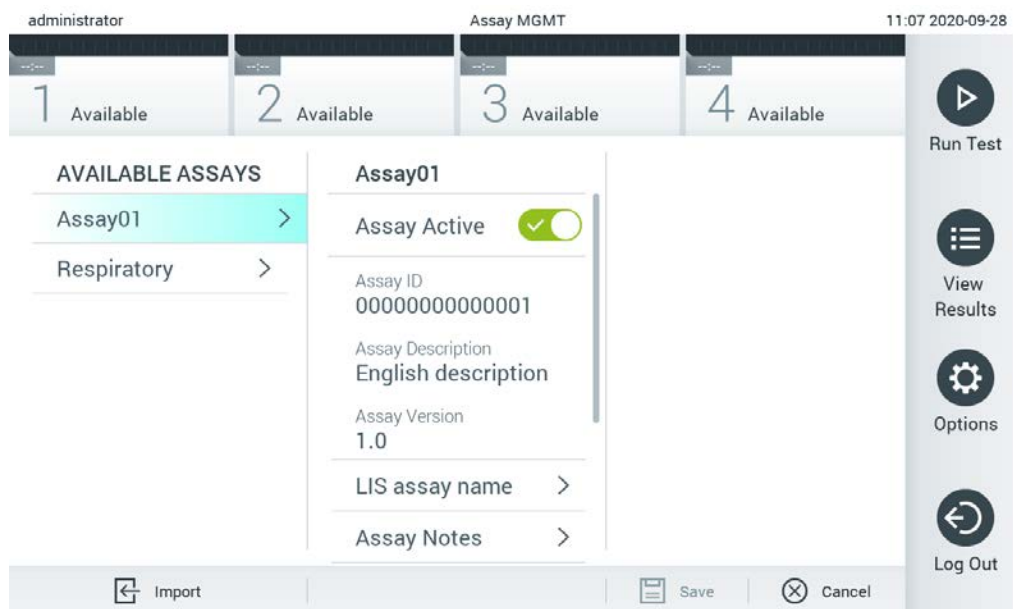 administrator Assay MGMT 11:07 2020-09-28
--:-- --:-- --:-- --:--
1 Available 2 Available 3 Available 4 Available
Run Test
AVAILABLE ASSAYS
Assay01
Respiratory
Assay01
Assay Active
Assay ID
00000000000001
Assay Description
English description
Assay Version
1.0
LIS assay name
Assay Notes
View
Results
Options
Log Out
Import
Save
Cancel